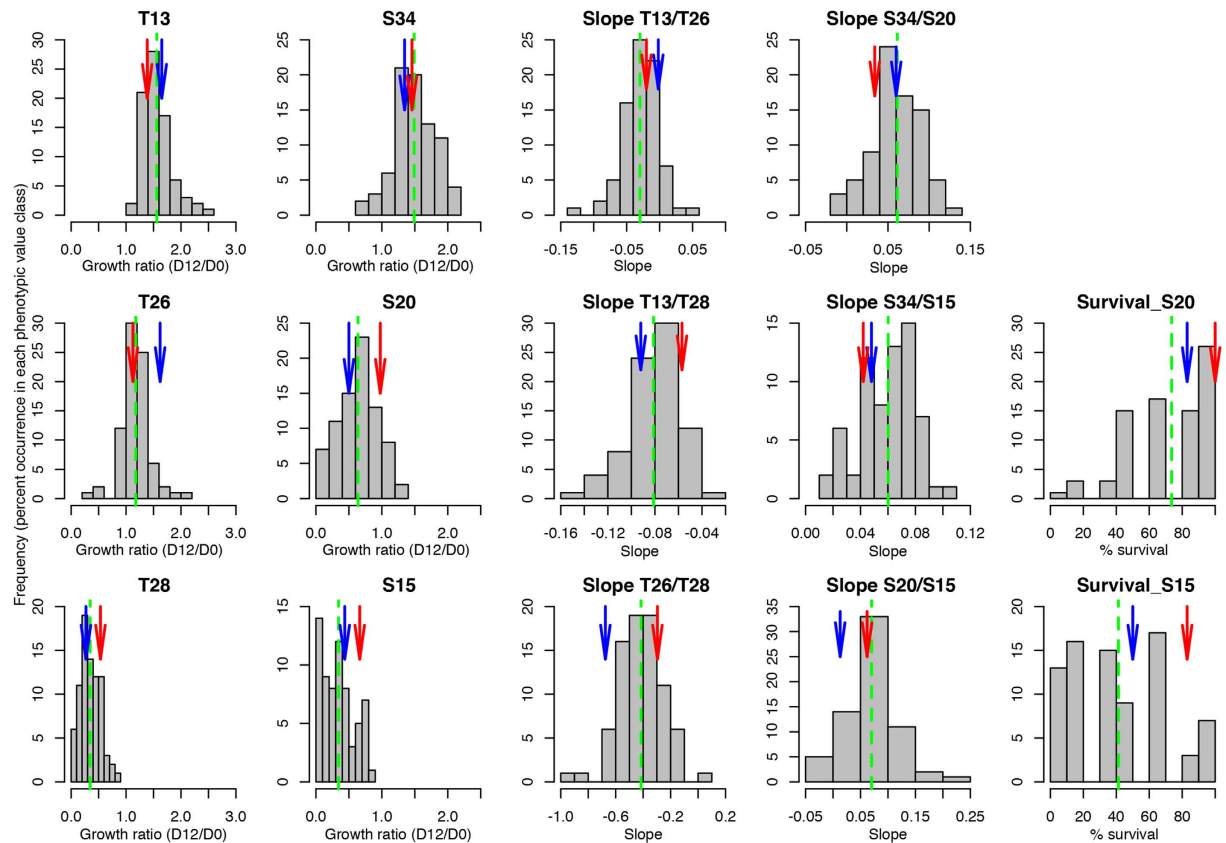 Frequency (percent occurrence in each phenotypic value class)
T13
30
25
20
15
10
5
0
0.0 1.0 2.0 3.0
Growth ratio (D12/D0)
S34
25
20
15
10
5
0
0.0 1.0 2.0
Growth ratio (D12/D0)
Slope T13/T26
25
20
15
10
5
0
-0.15 -0.05 0.05
Slope
Slope S34/S20
25
20
15
10
5
0
-0.05 0.05 0.15
Slope
T26
30
25
20
15
10
5
0
0.0 1.0 2.0 3.0
Growth ratio (D12/D0)
S20
25
20
15
10
5
0
0.0 1.0 2.0
Growth ratio (D12/D0)
Slope T13/T28
30
25
20
15
10
5
0
-0.16 -0.12 -0.08 -0.04
Slope
Slope S34/S15
15
10
5
0
0.00 0.04 0.08 0.12
Slope
Survival_S20
30
25
20
15
10
5
0
0 20 40 60 80
% survival
T28
20
15
10
5
0
0.0 1.0 2.0 3.0
Growth ratio (D12/D0)
S15
15
10
5
0
0.0 1.0 2.0
Growth ratio (D12/D0)
Slope T26/T28
20
15
10
5
0
-1.0 -0.6 -0.2 0.2
Slope
Slope S20/S15
35
30
25
20
15
10
5
0
-0.05 0.05 0.15 0.25
Slope
Survival_S15
20
15
10
5
0
0 20 40 60 80
% survival